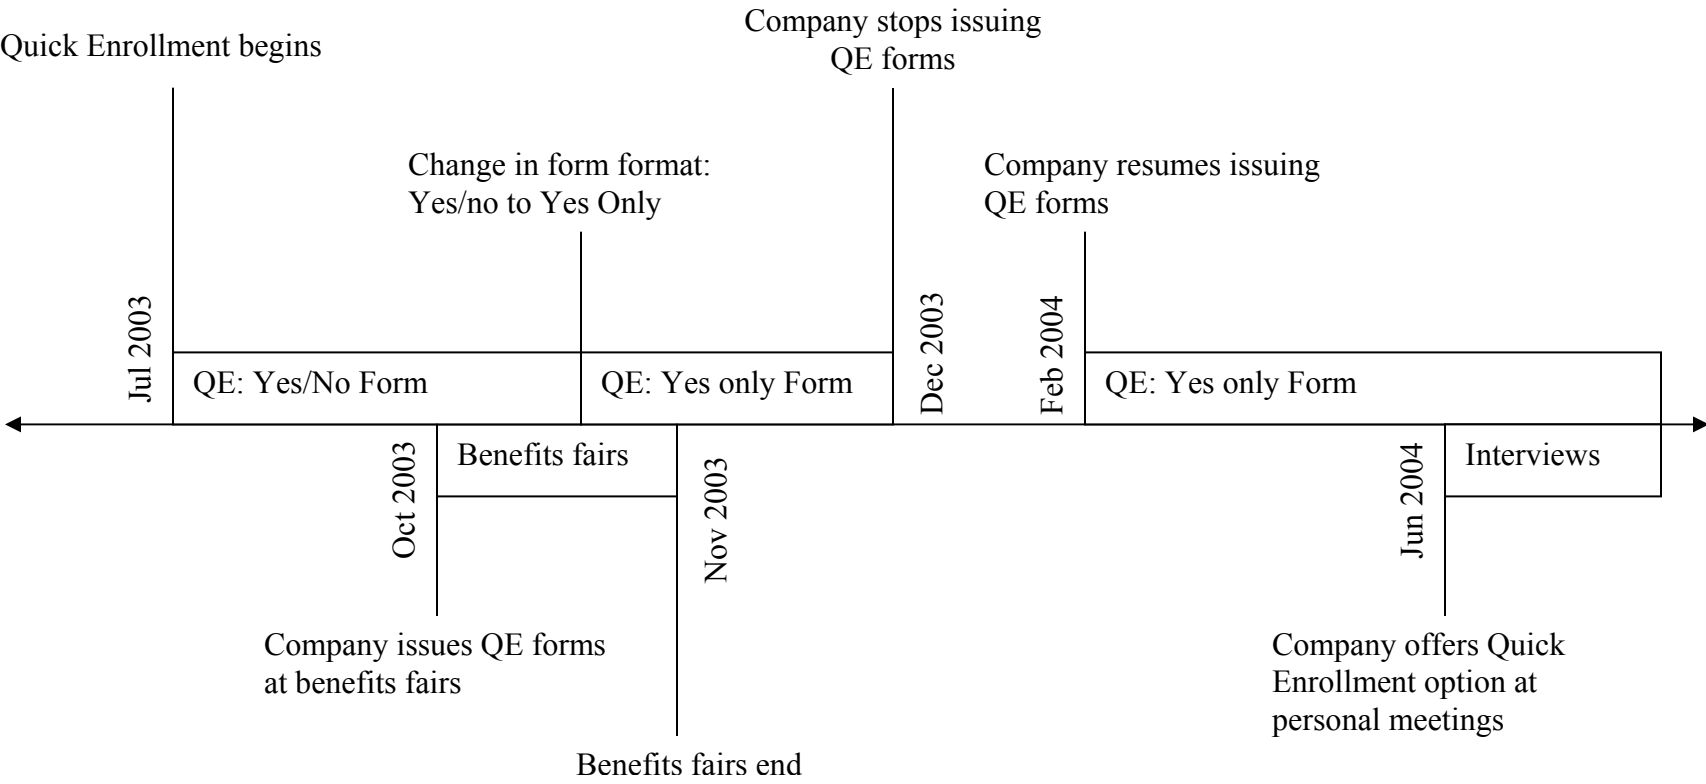 Company stops issuing
QE forms
Quick Enrollment begins
Change in form format:
Yes/no to Yes Only
Company resumes issuing
QE forms
Jul 2003
Dec 2003
Feb 2004
QE: Yes/No Form
QE: Yes only Form
QE: Yes only Form
Oct 2003
Benefits fairs
Nov 2003
Jun 2004
Interviews
Company issues QE forms
at benefits fairs
Company offers Quick
Enrollment option at
personal meetings
Benefits fairs end